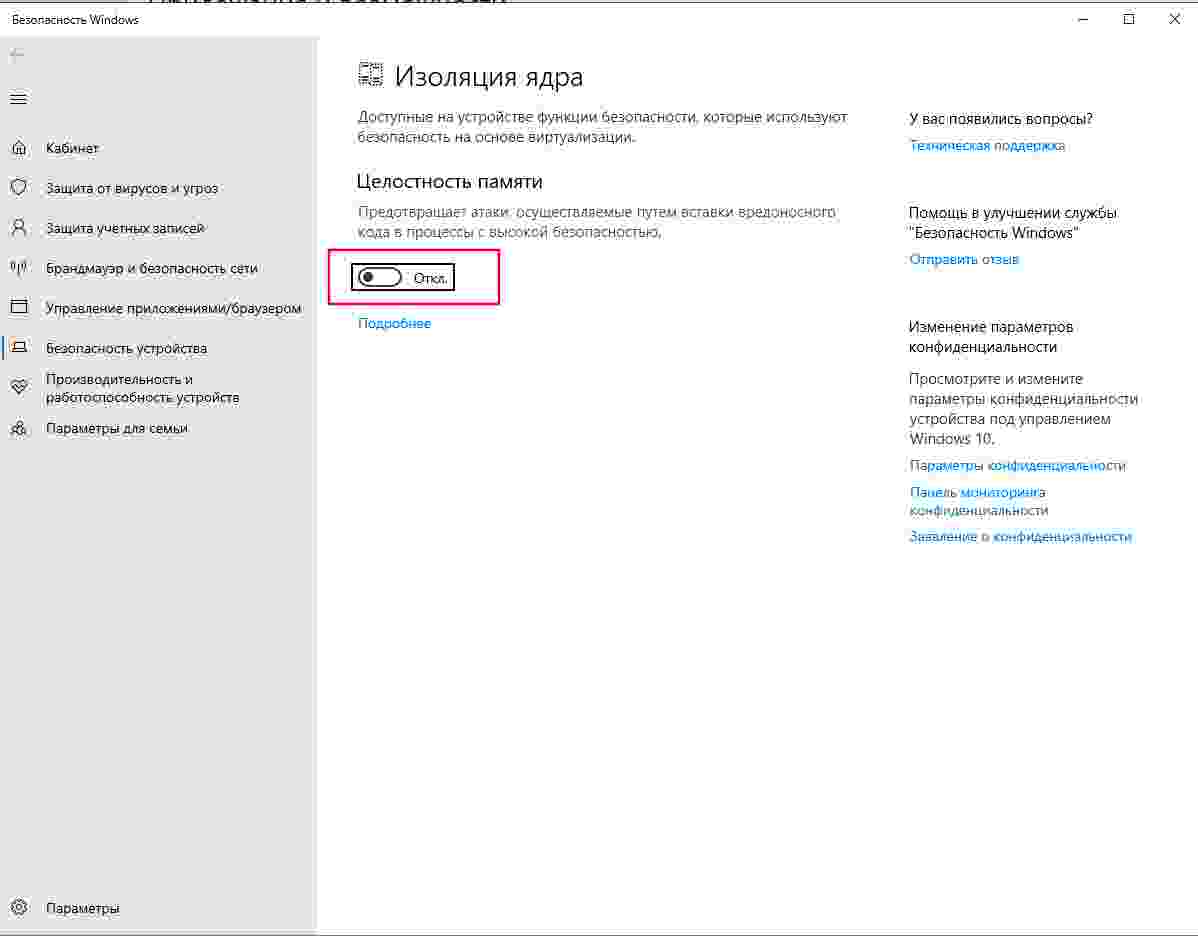 Безопасность Windows
Кабинет
Защита от вирусов и угроз
Защита учетных записей
Брандмауэр и безопасность сети
Управление приложениями/браузером
Безопасность устройства
Производительность и
работоспособность устройств
Параметры для семьи
Параметры
Изоляция ядра
Доступные на устройстве функции безопасности, которые используют
безопасность на основе виртуализации.
Целостность памяти
Предотвращает атаки, осуществляемые путем вставки вредоносного
кода в процессы с высокой безопасностью.
Откл.
Подробнее
У вас появились вопросы?
Техническая поддержка
Помощь в улучшении службы
"Безопасность Windows"
Отправить отзыв
Изменение параметров
конфиденциальности
Просмотрите и измените
параметры конфиденциальности
устройства под управлением
Windows 10.
Параметры конфиденциальности
Панель мониторинга
конфиденциальности
Заявление о конфиденциальности